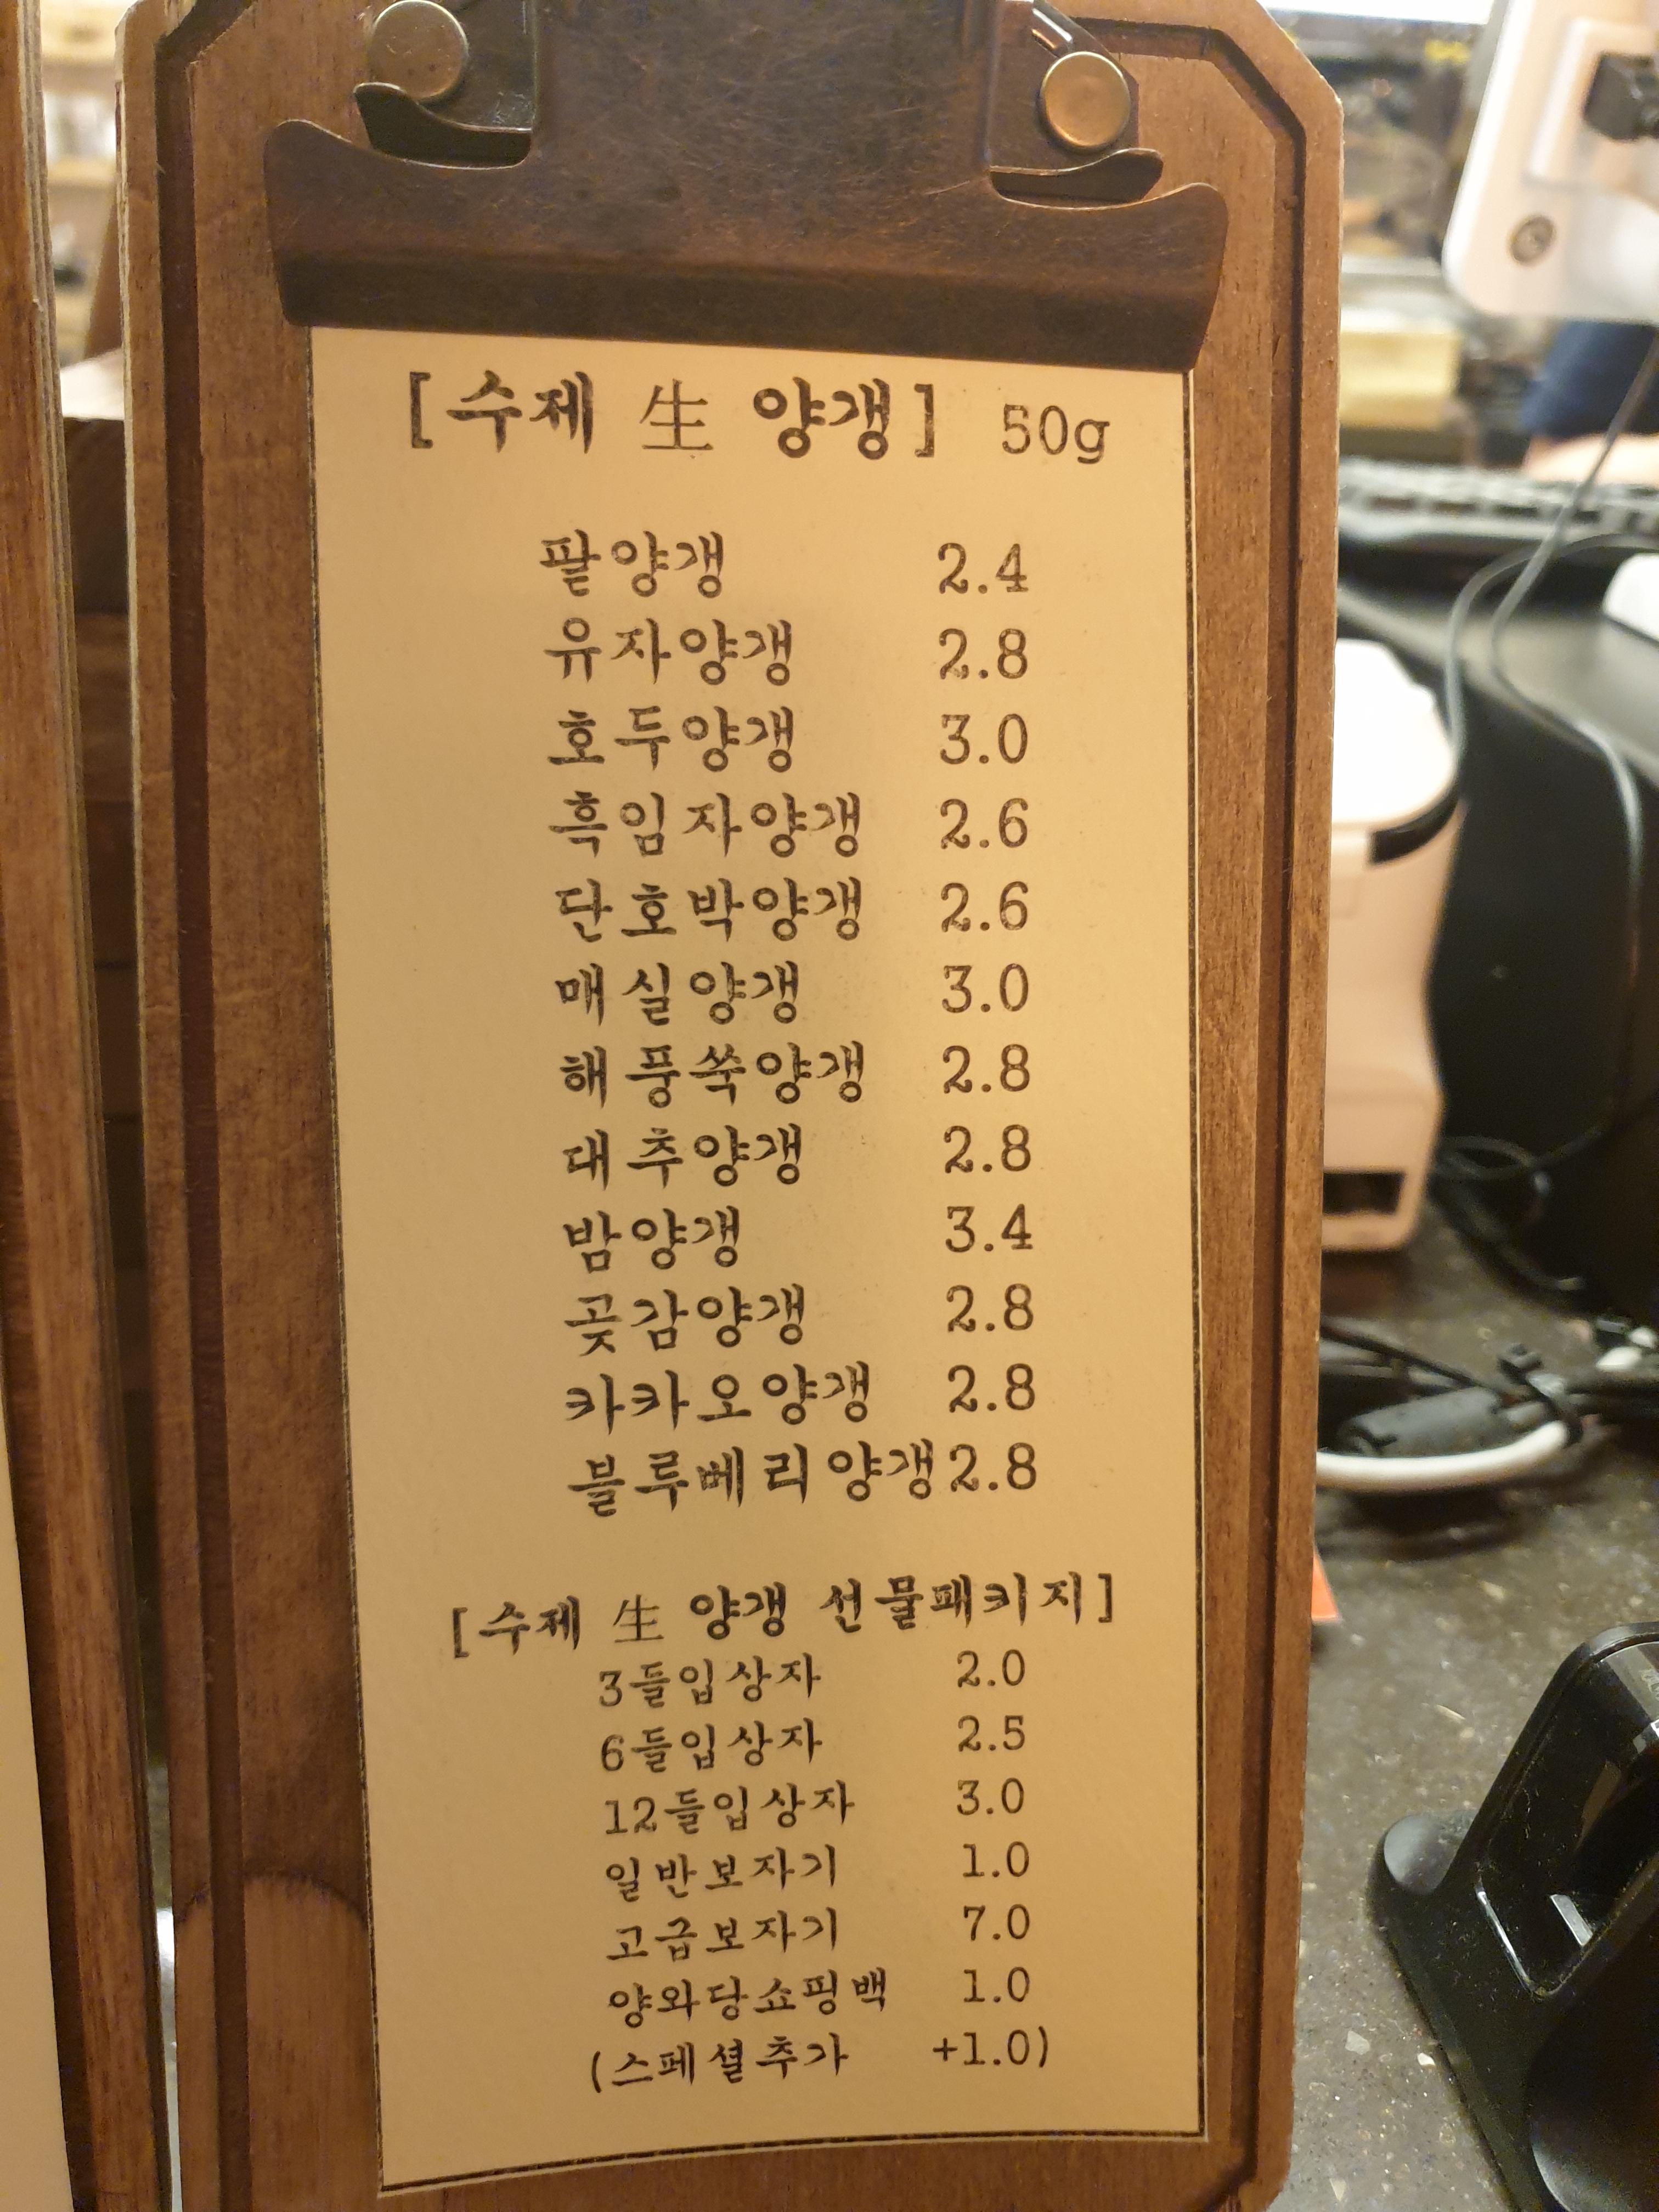 [수제 生 양갱] 50g
팥양갱 2.4
유자양갱 2.8
호두양갱 3.0
흑임자양갱 2.6
단호박양갱 2.6
매실양갱 3.0
해풍쑥양갱 2.8
대추양갱 2.8
밤양갱 3.4
곶감양갱 2.8
카카오양갱 2.8
블루베리양갱 2.8
[수제 生 양갱 선물패키지]
3들입상자 2.0
6들입상자 2.5
12들입상자 3.0
일반보자기 1.0
고급보자기 7.0
양와당쇼핑백 1.0
(스페셜추가 +1.0)